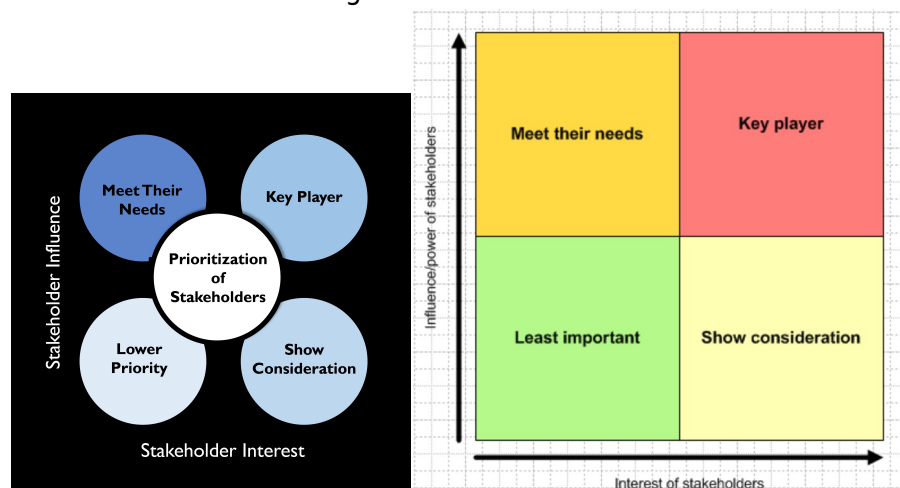 Meet Their
Needs
Key Player
Prioritization
of
Stakeholders
Lower
Priority
Show
Consideration
Stakeholder Influence
Stakeholder Interest
Meet their needs
Key player
Least important
Show consideration
Influence/power of stakeholders
Interest of stakeholders